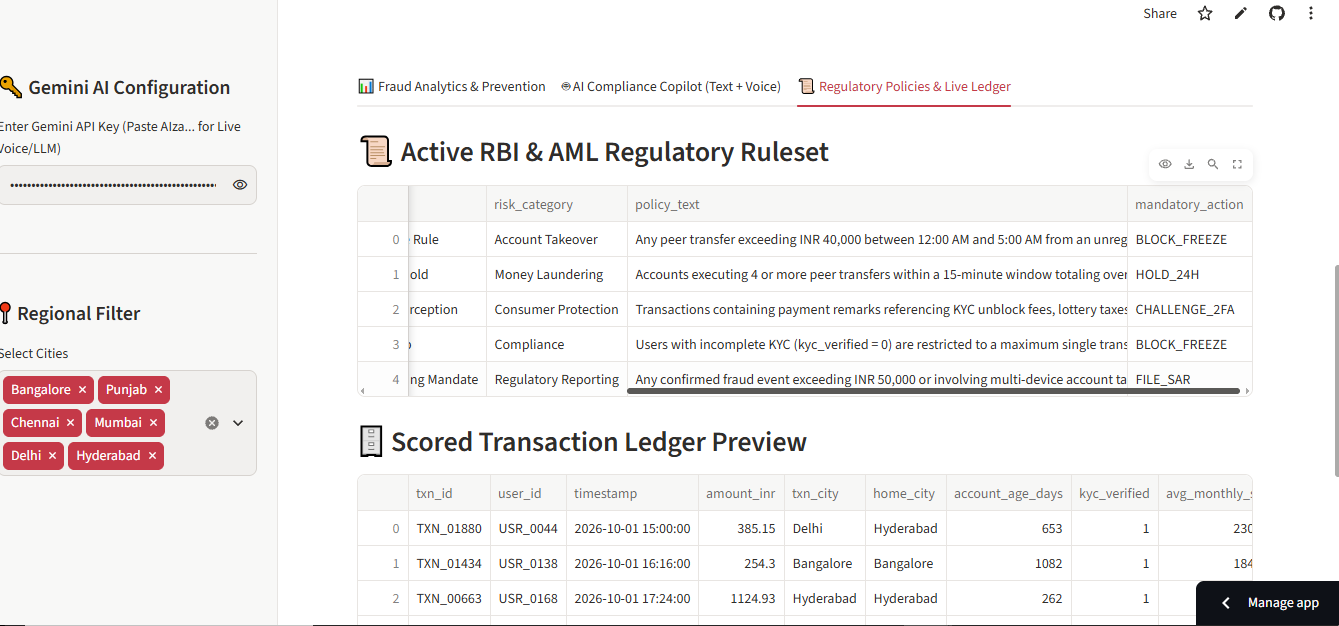 Share
Gemini AI Configuration
Enter Gemini API Key (Paste AIza... for Live
Voice/LLM)
Regional Filter
Select Cities
Bangalore ×
Punjab ×
Chennai ×
Mumbai ×
Delhi ×
Hyderabad ×
Fraud Analytics & Prevention
AI Compliance Copilot (Text + Voice)
Regulatory Policies & Live Ledger
Active RBI & AML Regulatory Ruleset
risk_category policy_text mandatory_action
0 Rule Account Takeover Any peer transfer exceeding INR 40,000 between 12:00 AM and 5:00 AM from an unreg BLOCK_FREEZE
1 old Money Laundering Accounts executing 4 or more peer transfers within a 15-minute window totaling over HOLD_24H
2 rception Consumer Protection Transactions containing payment remarks referencing KYC unblock fees, lottery taxes CHALLENGE_2FA
3 Compliance Users with incomplete KYC (kyc_verified = 0) are restricted to a maximum single trans BLOCK_FREEZE
4 ng Mandate Regulatory Reporting Any confirmed fraud event exceeding INR 50,000 or involving multi-device account ta FILE_SAR
Scored Transaction Ledger Preview
txn_id user_id timestamp amount_inr txn_city home_city account_age_days kyc_verified avg_monthly_s
0 TXN_01880 USR_0044 2026-10-01 15:00:00 385.15 Delhi Hyderabad 653 1 230
1 TXN_01434 USR_0138 2026-10-01 16:16:00 254.3 Bangalore Bangalore 1082 1 184
2 TXN_00663 USR_0168 2026-10-01 17:24:00 1124.93 Hyderabad Hyderabad 262 1
Manage app